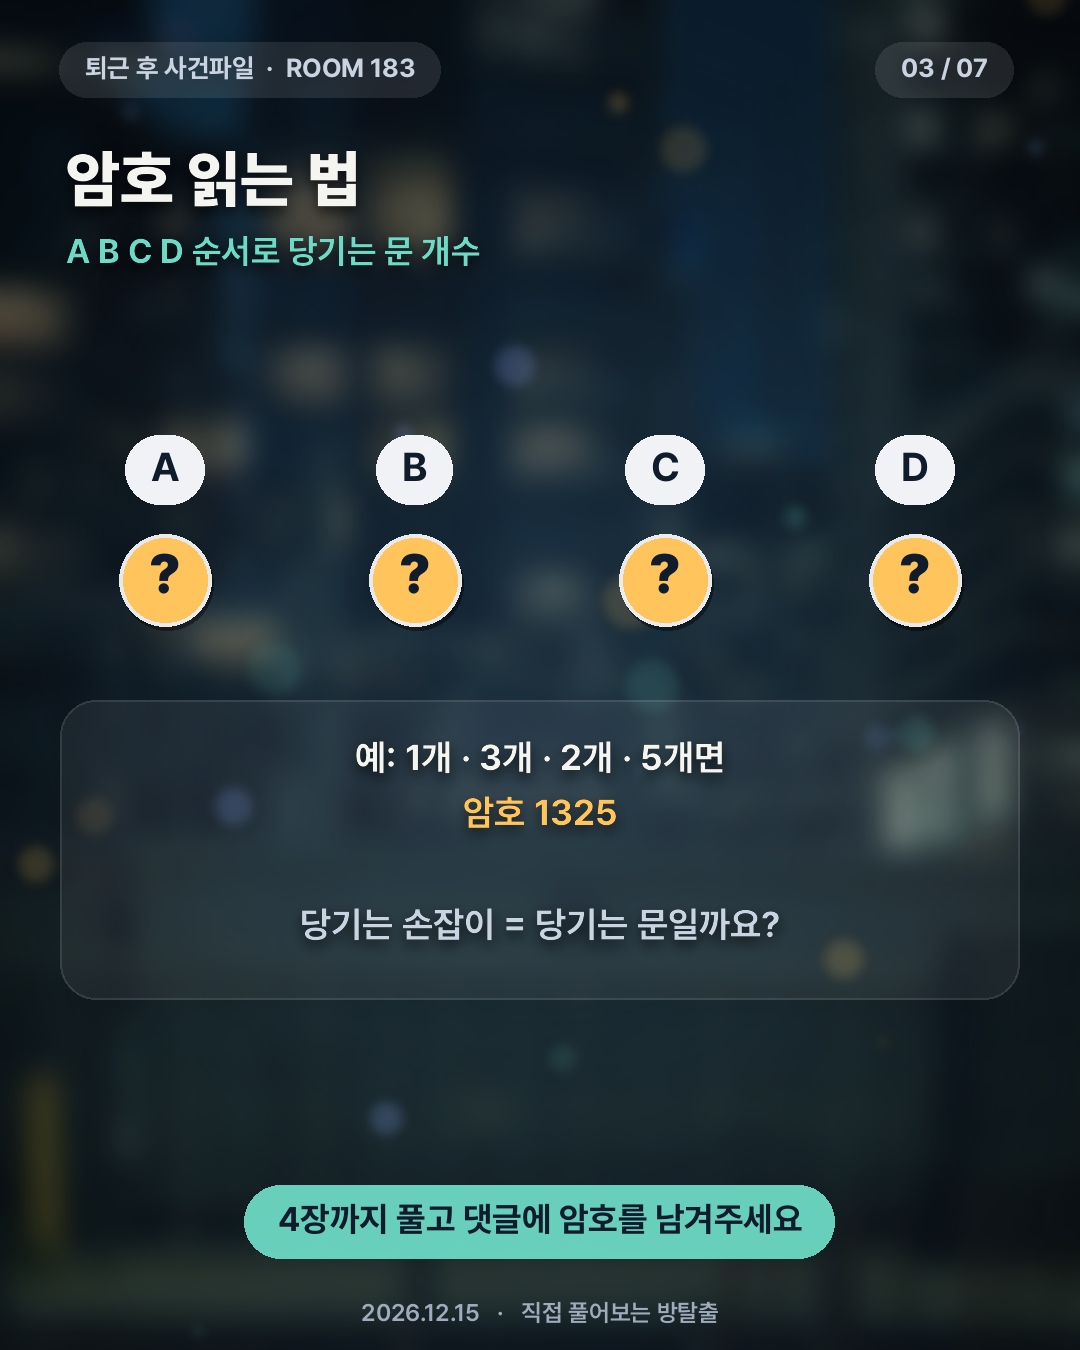 퇴근 후 사건파일 · ROOM 183
03 / 07
암호 읽는 법
A B C D 순서로 당기는 문 개수
A B C D
? ? ? ?
예: 1개 · 3개 · 2개 · 5개면
암호 1325
당기는 손잡이 = 당기는 문일까요?
4장까지 풀고 댓글에 암호를 남겨주세요
2026.12.15 · 직접 풀어보는 방탈출